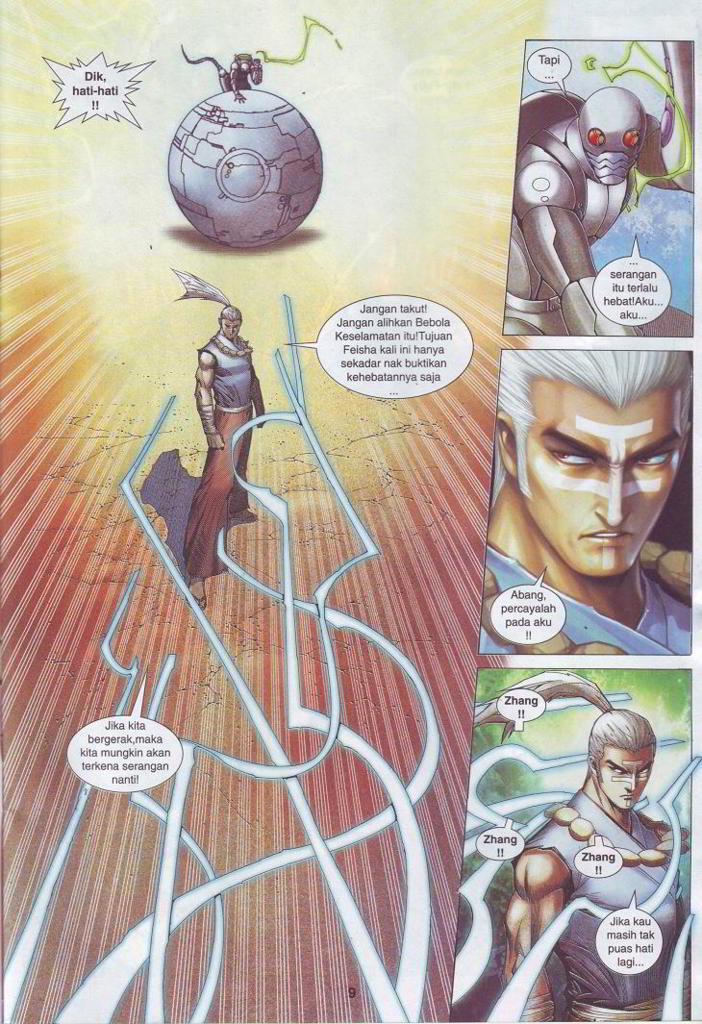 Dik,
hati-hati
!!
Jangan takut!
Jangan alihkan Bebola
Keselamatan itu!Tujuan
Feisha kali ini hanya
sekadar nak buktikan
kehebatannya saja
...
Jika kita
bergerak,maka
kita mungkin akan
terkena serangan
nanti!
Tapi
...
...
serangan
itu terlalu
hebat!Aku...
aku...
Abang,
percayalah
pada aku
!!
Zhang
!!
Zhang
!!
Zhang
!!
Jika kau
masih tak
puas hati
lagi...
9